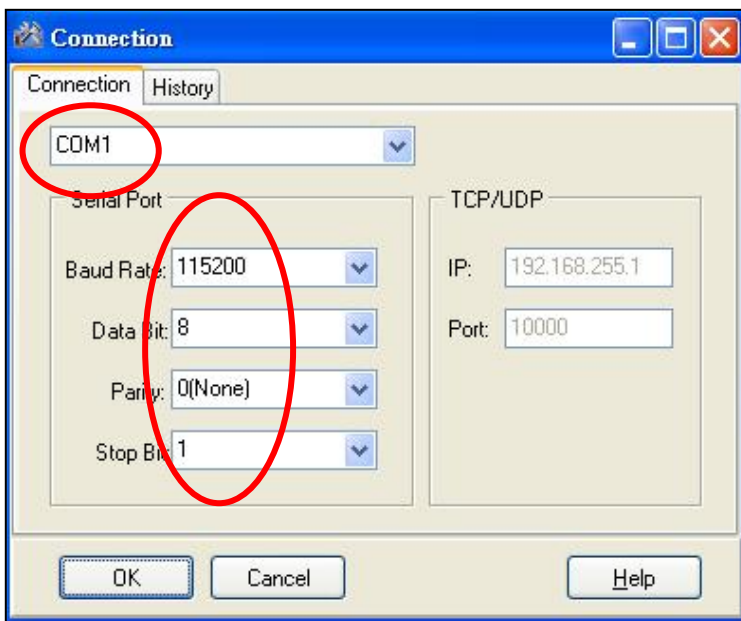 Connection
Connection History
COM1
Serial Port TCP/UDP
Baud Rate: 115200 IP: 192.168.255.1
Data Bit: 8 Port: 10000
Parity: 0(None)
Stop Bit: 1
OK Cancel Help